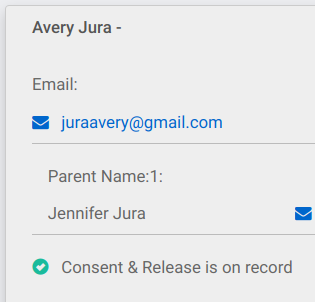 Avery Jura -
Email:
juraavery@gmail.com
Parent Name:1:
Jennifer Jura
Consent & Release is on record